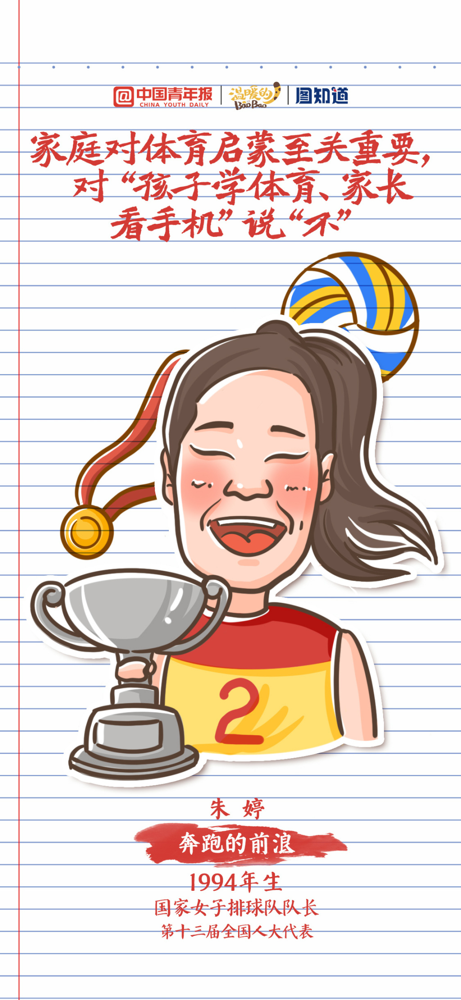 中国青年报
CHINA YOUTH DAILY
温暖的
BaoBao
图知道
家庭对体育启蒙至关重要，
对“孩子学体育、家长
看手机”说“不”
2
朱婷
奔跑的前浪
1994年生
国家女子排球队队长
第十三届全国人大代表